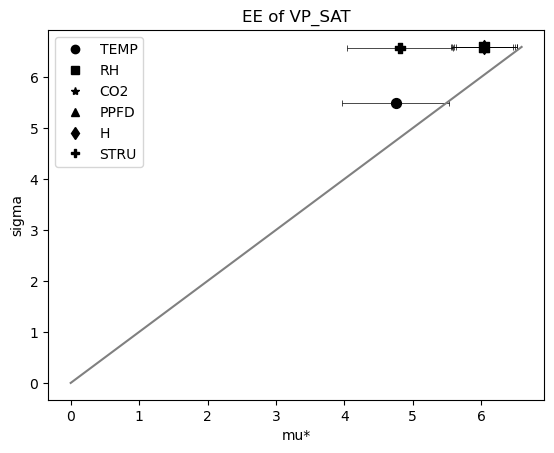 EE of VP_SAT
TEMP
RH
CO2
PPFD
H
STRU
sigma
6
5
4
3
2
1
0
0 1 2 3 4 5 6
mu*